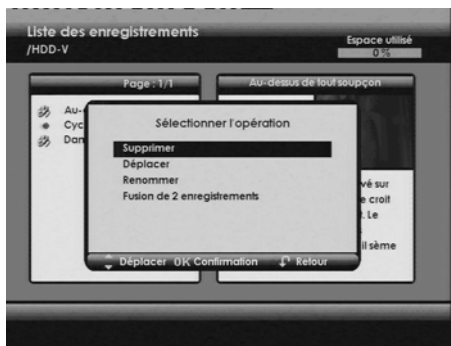 Liste des enregistrements
/HDD-V
Espace utilisé
0%
Page : 1/1
Au-dessus de tout soupçon
Au-
Cyc
Dan
Sélectionner l'opération
Supprimer
Déplacer
Renommer
Fusion de 2 enregistrements
Déplacer OK Confirmation Retour
vé sur
e croit
. Le
il sème